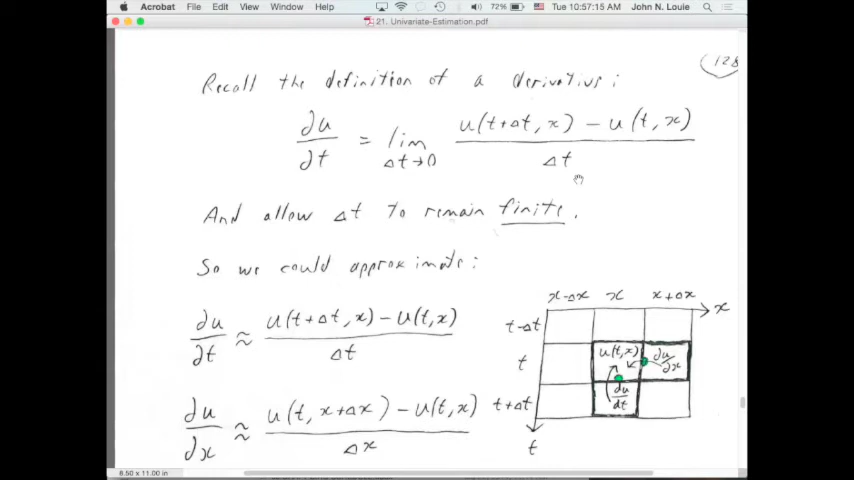 Acrobat File Edit View Window Help 72% Tue 10:57:15 AM John N. Louie
21. Univariate-Estimation.pdf
128
Recall the definition of a derivative:
∂u/∂t = lim Δt→0 (u(t+Δt, x) − u(t, x))/Δt
And allow Δt to remain finite.
So we could approximate:
∂u/∂t ≈ (u(t+Δt, x) − u(t, x))/Δt
∂u/∂x ≈ (u(t, x+Δx) − u(t, x))/Δx
x-Δx x x+Δx x
t-Δt
t u(t,x) ∂u/∂x
t+Δt du/dt
t
8.50 x 11.00 in